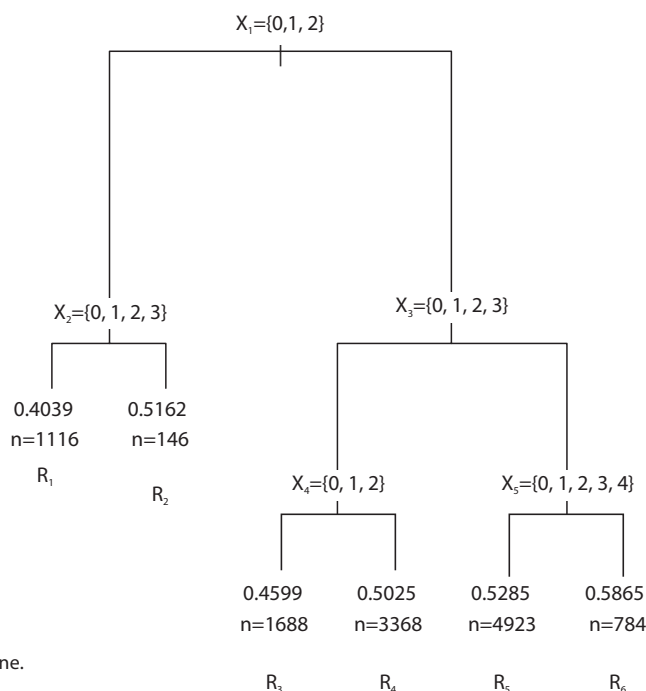 X₁={0,1, 2}
X₂={0, 1, 2, 3}
X₃={0, 1, 2, 3}
0.4039 0.5162
n=1116 n=146
R₁
R₂
X₄={0, 1, 2}
X₅={0, 1, 2, 3, 4}
0.4599 0.5025 0.5285 0.5865
n=1688 n=3368 n=4923 n=784
ne.
R₃ R₄ R₅ R₆